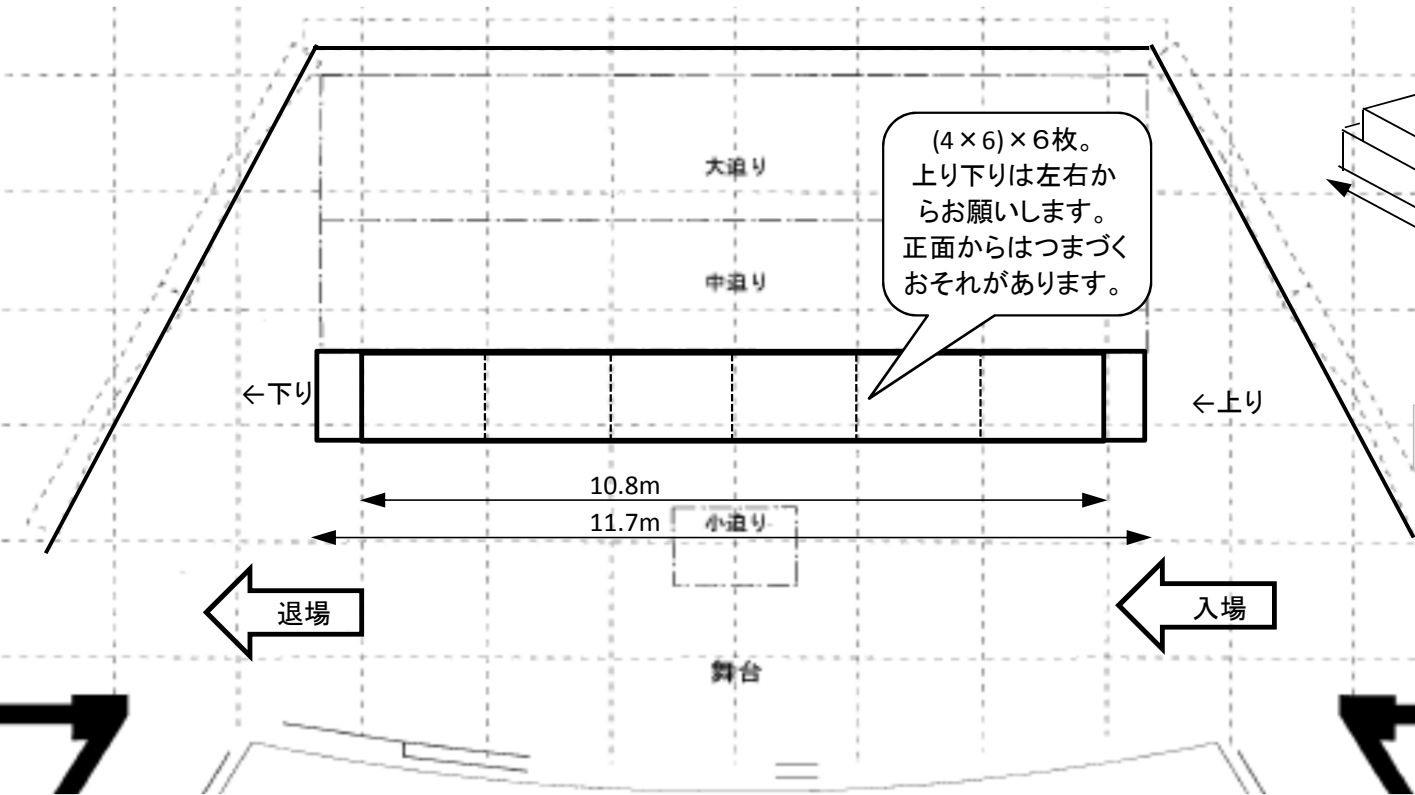 大迫り
(4×6)×６枚。
上り下りは左右か
らお願いします。
正面からはつまづく
おそれがあります。
中迫り
←下り
←上り
10.8m
11.7m
小迫り
退場
入場
舞台